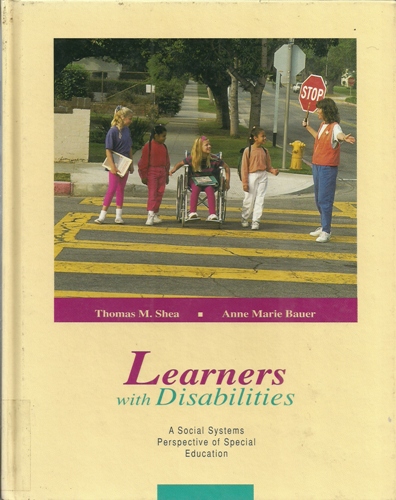 STOP
Thomas M. Shea ■ Anne Marie Bauer
Learners
with Disabilities
A Social Systems
Perspective of Special
Education